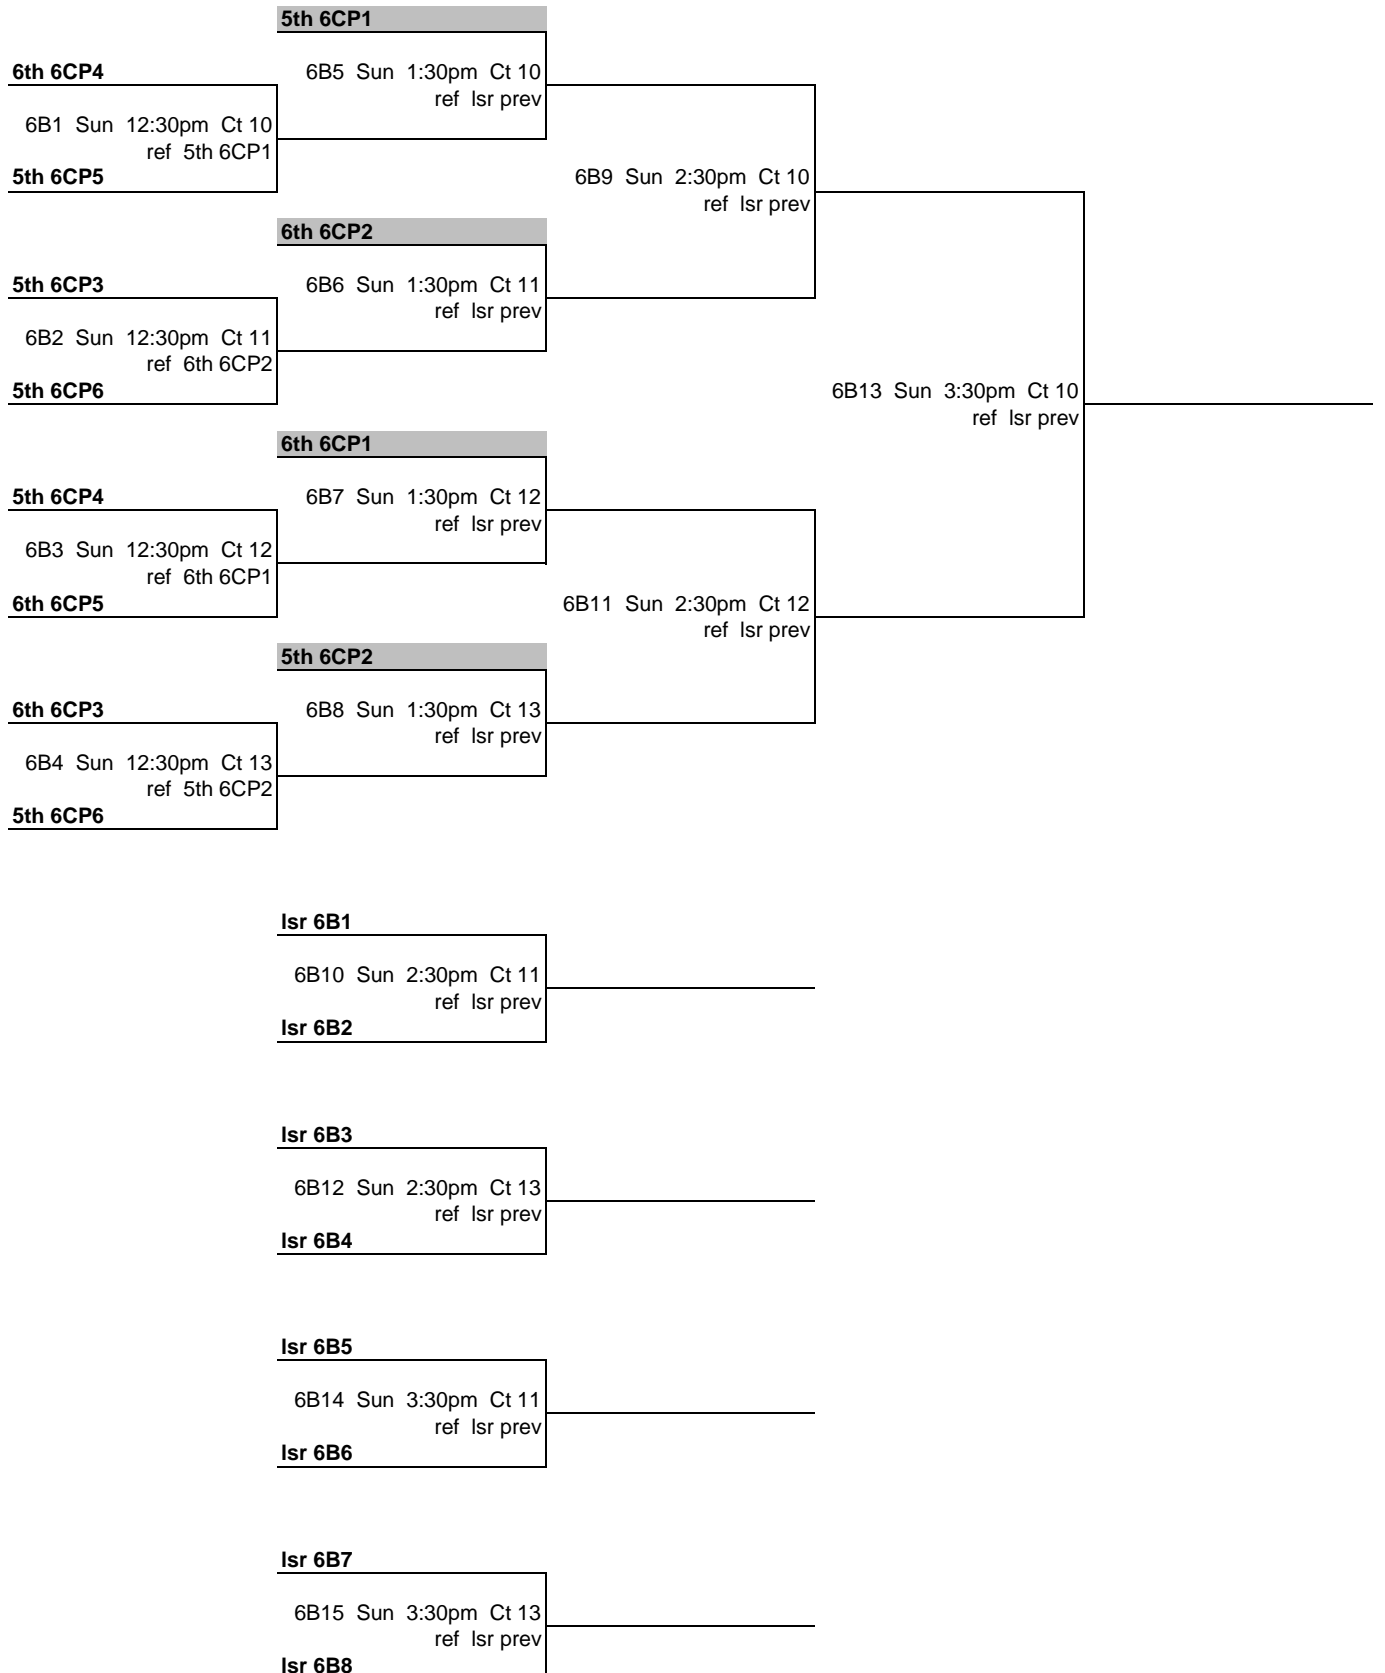 5th 6CP1
6th 6CP4
6B5 Sun 1:30pm Ct 10
ref lsr prev
6B1 Sun 12:30pm Ct 10
ref 5th 6CP1
5th 6CP5
6B9 Sun 2:30pm Ct 10
ref lsr prev
6th 6CP2
5th 6CP3
6B6 Sun 1:30pm Ct 11
ref lsr prev
6B2 Sun 12:30pm Ct 11
ref 6th 6CP2
5th 6CP6
6B13 Sun 3:30pm Ct 10
ref lsr prev
6th 6CP1
5th 6CP4
6B7 Sun 1:30pm Ct 12
ref lsr prev
6B3 Sun 12:30pm Ct 12
ref 6th 6CP1
6th 6CP5
6B11 Sun 2:30pm Ct 12
ref lsr prev
5th 6CP2
6th 6CP3
6B8 Sun 1:30pm Ct 13
ref lsr prev
6B4 Sun 12:30pm Ct 13
ref 5th 6CP2
5th 6CP6
lsr 6B1
6B10 Sun 2:30pm Ct 11
ref lsr prev
lsr 6B2
lsr 6B3
6B12 Sun 2:30pm Ct 13
ref lsr prev
lsr 6B4
lsr 6B5
6B14 Sun 3:30pm Ct 11
ref lsr prev
lsr 6B6
lsr 6B7
6B15 Sun 3:30pm Ct 13
ref lsr prev
lsr 6B8